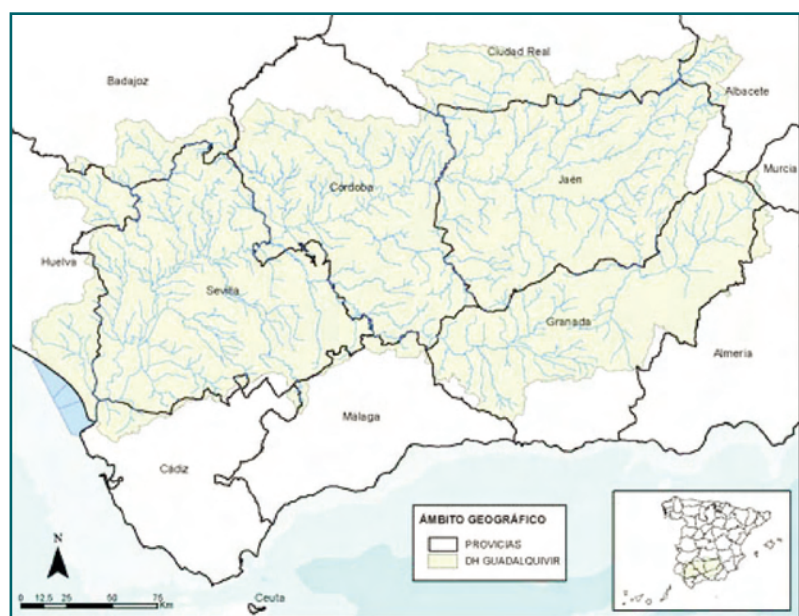 Ciudad Real
Badajoz
Albacete
Murcia
Córdoba
Jaén
Huelva
Sevilla
Granada
Almería
Málaga
Cádiz
ÁMBITO GEOGRÁFICO
PROVICIAS
DH GUADALQUIVIR
N
0 12,5 25 50 75
Km
Ceuta